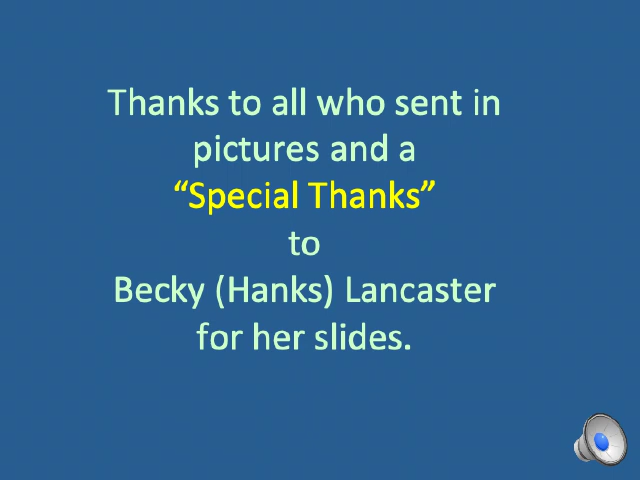 Thanks to all who sent in
pictures and a
“Special Thanks”
to
Becky (Hanks) Lancaster
for her slides.